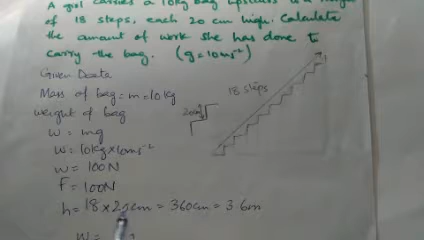 A girl carries a 10kg bag upstairs to a height
of 18 steps, each 20 cm high. Calculate
the amount of work she has done t
carry the bag. (g=10ms⁻²)
Given Data
Mass of bag = m = 10kg
Weight of bag
W = mg
W = 10kg×10ms⁻²
W = 100N
F = 100N
h = 18 × 20cm = 360cm = 3.6m
W =
20cm
18 steps